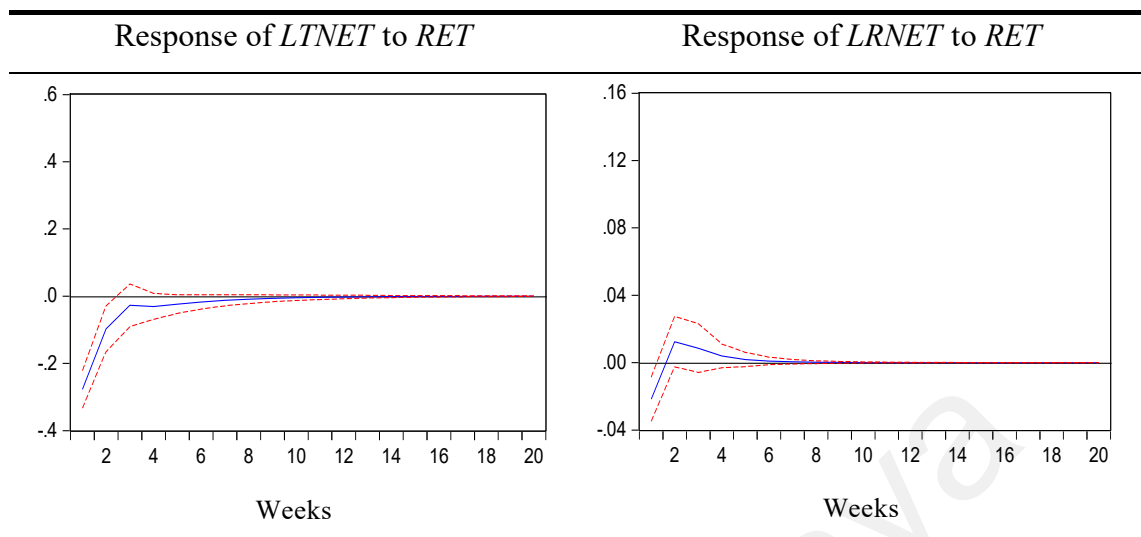 Response of LTNET to RET
Response of LRNET to RET
.6
.4
.2
.0
-.2
-.4
2 4 6 8 10 12 14 16 18 20
Weeks
.16
.12
.08
.04
.00
-.04
2 4 6 8 10 12 14 16 18 20
Weeks